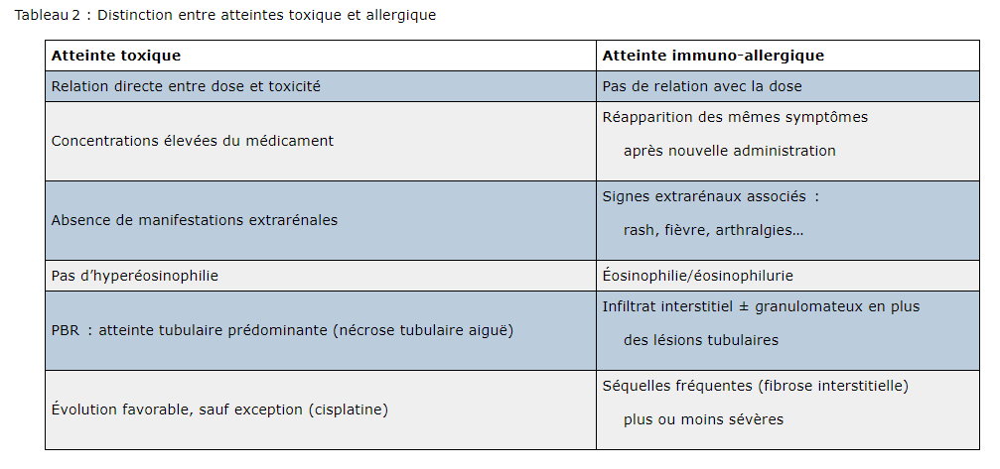 Tableau 2 : Distinction entre atteintes toxique et allergique
Atteinte toxique
Atteinte immuno-allergique
Relation directe entre dose et toxicité
Pas de relation avec la dose
Concentrations élevées du médicament
Réapparition des mêmes symptômes
après nouvelle administration
Absence de manifestations extrarénales
Signes extrarénaux associés :
rash, fièvre, arthralgies…
Pas d’hyperéosinophilie
Éosinophilie/éosinophilurie
PBR : atteinte tubulaire prédominante (nécrose tubulaire aiguë)
Infiltrat interstitiel ± granulomateux en plus
des lésions tubulaires
Évolution favorable, sauf exception (cisplatine)
Séquelles fréquentes (fibrose interstitielle)
plus ou moins sévères